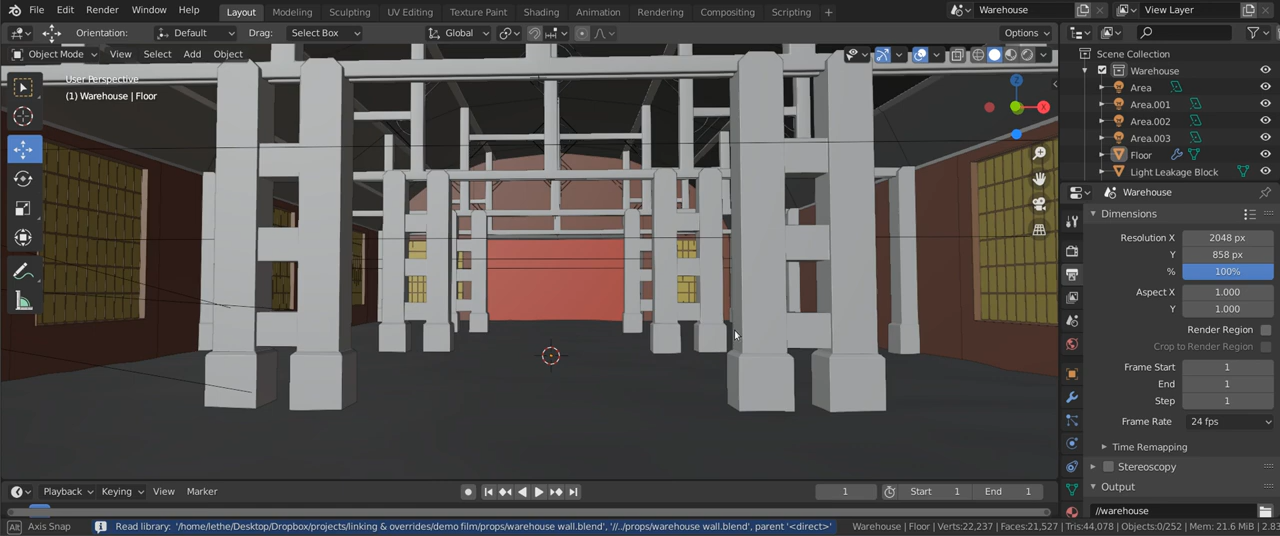 File Edit Render Window Help Layout Modeling Sculpting UV Editing Texture Paint Shading Animation Rendering Compositing Scripting + Warehouse View Layer
Orientation: Default Drag: Select Box Global Options
Object Mode View Select Add Object
User Perspective
(1) Warehouse | Floor
Z
X
Scene Collection
Warehouse
Area
Area.001
Area.002
Area.003
Floor
Light Leakage Block
Warehouse
Dimensions
Resolution X 2048 px
Y 858 px
% 100%
Aspect X 1.000
Y 1.000
Render Region
Crop to Render Region
Frame Start 1
End 1
Step 1
Frame Rate 24 fps
Time Remapping
Stereoscopy
Output
//warehouse
Playback Keying View Marker 1 Start 1 End 1
Alt Axis Snap Read library: '/home/lethe/Desktop/Dropbox/projects/linking & overrides/demo film/props/warehouse wall.blend', '//../props/warehouse wall.blend', parent '<direct>' Warehouse | Floor | Verts:22,237 | Faces:21,527 | Tris:44,078 | Objects:0/252 | Mem: 21.6 MiB | 2.83